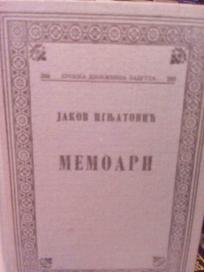 СРПСКА КЊИЖЕВНА ЗАДРУГА
ЈАКОВ ИГЊАТОВИЋ
МЕМОАРИ